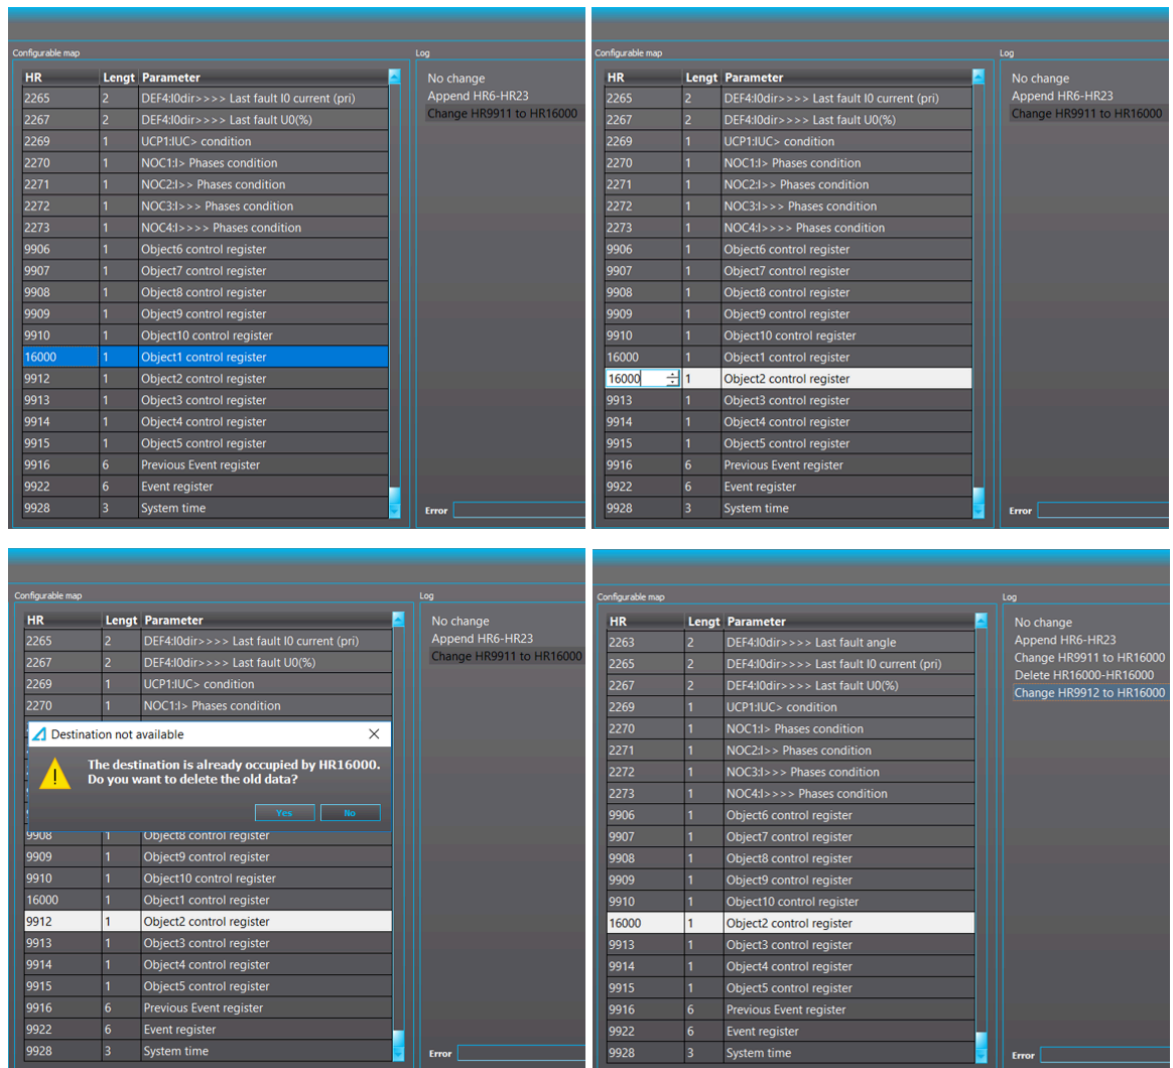 Configurable map
Log
HR Lengt Parameter
2265 2 DEF4:I0dir>>>> Last fault I0 current (pri)
2267 2 DEF4:I0dir>>>> Last fault U0(%)
2269 1 UCP1:IUC> condition
2270 1 NOC1:I> Phases condition
2271 1 NOC2:I>> Phases condition
2272 1 NOC3:I>>> Phases condition
2273 1 NOC4:I>>>> Phases condition
9906 1 Object6 control register
9907 1 Object7 control register
9908 1 Object8 control register
9909 1 Object9 control register
9910 1 Object10 control register
16000 1 Object1 control register
9912 1 Object2 control register
9913 1 Object3 control register
9914 1 Object4 control register
9915 1 Object5 control register
9916 6 Previous Event register
9922 6 Event register
9928 3 System time
No change
Append HR6-HR23
Change HR9911 to HR16000
Error
Configurable map
Log
HR Lengt Parameter
2265 2 DEF4:I0dir>>>> Last fault I0 current (pri)
2267 2 DEF4:I0dir>>>> Last fault U0(%)
2269 1 UCP1:IUC> condition
2270 1 NOC1:I> Phases condition
2271 1 NOC2:I>> Phases condition
2272 1 NOC3:I>>> Phases condition
2273 1 NOC4:I>>>> Phases condition
9906 1 Object6 control register
9907 1 Object7 control register
9908 1 Object8 control register
9909 1 Object9 control register
9910 1 Object10 control register
16000 1 Object1 control register
16000 1 Object2 control register
9913 1 Object3 control register
9914 1 Object4 control register
9915 1 Object5 control register
9916 6 Previous Event register
9922 6 Event register
9928 3 System time
No change
Append HR6-HR23
Change HR9911 to HR16000
Error
Configurable map
Log
HR Lengt Parameter
2265 2 DEF4:I0dir>>>> Last fault I0 current (pri)
2267 2 DEF4:I0dir>>>> Last fault U0(%)
2269 1 UCP1:IUC> condition
2270 1 NOC1:I> Phases condition
Destination not available
The destination is already occupied by HR16000.
Do you want to delete the old data?
Yes No
9908 1 Object8 control register
9909 1 Object9 control register
9910 1 Object10 control register
16000 1 Object1 control register
9912 1 Object2 control register
9913 1 Object3 control register
9914 1 Object4 control register
9915 1 Object5 control register
9916 6 Previous Event register
9922 6 Event register
9928 3 System time
No change
Append HR6-HR23
Change HR9911 to HR16000
Error
Configurable map
Log
HR Lengt Parameter
2263 2 DEF4:I0dir>>>> Last fault angle
2265 2 DEF4:I0dir>>>> Last fault I0 current (pri)
2267 2 DEF4:I0dir>>>> Last fault U0(%)
2269 1 UCP1:IUC> condition
2270 1 NOC1:I> Phases condition
2271 1 NOC2:I>> Phases condition
2272 1 NOC3:I>>> Phases condition
2273 1 NOC4:I>>>> Phases condition
9906 1 Object6 control register
9907 1 Object7 control register
9908 1 Object8 control register
9909 1 Object9 control register
9910 1 Object10 control register
16000 1 Object2 control register
9913 1 Object3 control register
9914 1 Object4 control register
9915 1 Object5 control register
9916 6 Previous Event register
9922 6 Event register
9928 3 System time
No change
Append HR6-HR23
Change HR9911 to HR16000
Delete HR16000-HR16000
Change HR9912 to HR16000
Error